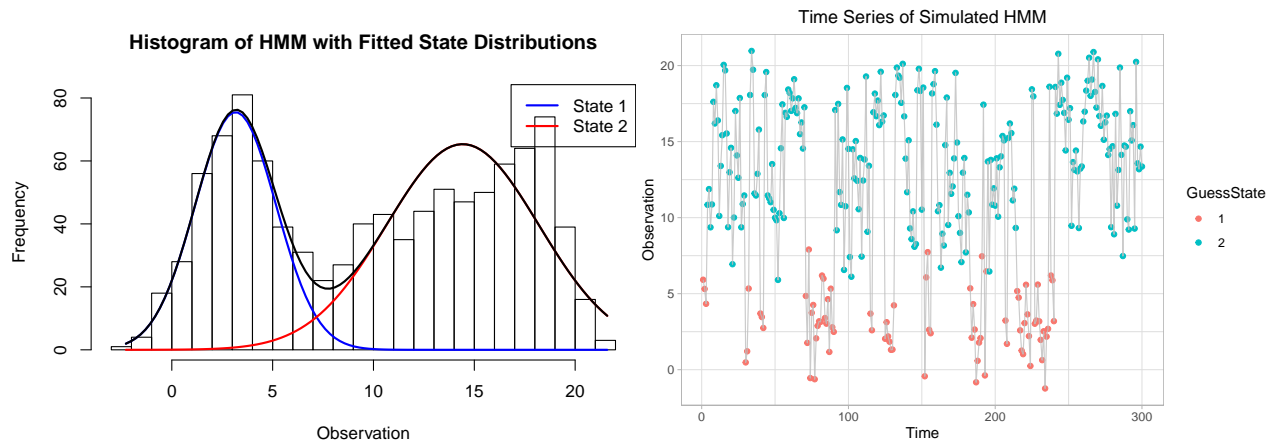 Histogram of HMM with Fitted State Distributions
Frequency
0
20
40
60
80
State 1
State 2
0
5
10
15
20
Observation
Time Series of Simulated HMM
Observation
0
5
10
15
20
0
100
200
300
Time
GuessState
1
2